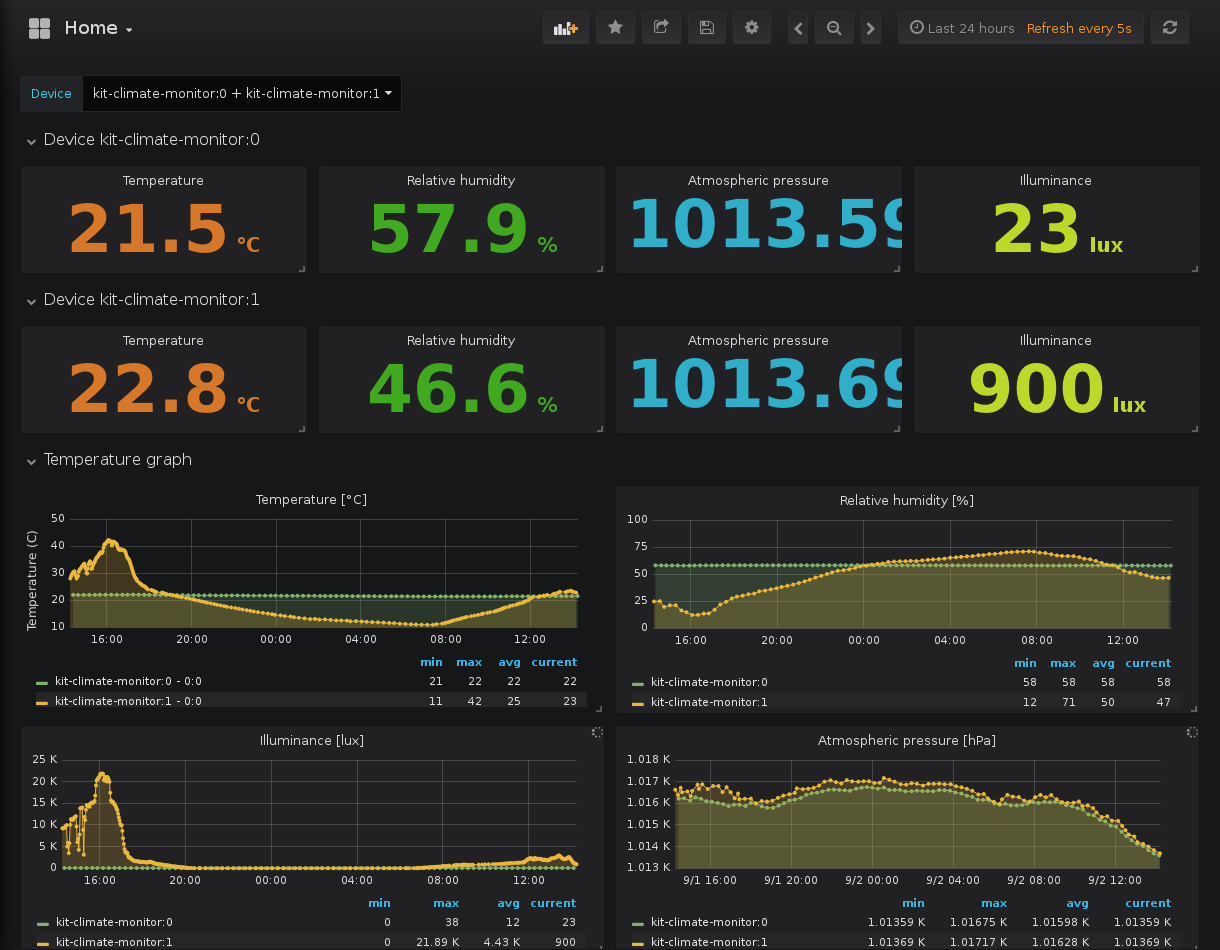 Home
Last 24 hours Refresh every 5s
Device kit-climate-monitor:0 + kit-climate-monitor:1
Device kit-climate-monitor:0
Temperature Relative humidity Atmospheric pressure Illuminance
21.5 °C 57.9 % 1013.59 23 lux
Device kit-climate-monitor:1
Temperature Relative humidity Atmospheric pressure Illuminance
22.8 °C 46.6 % 1013.69 900 lux
Temperature graph
Temperature [°C]
Temperature (C)
50
40
30
20
10
16:00 20:00 00:00 04:00 08:00 12:00
min max avg current
kit-climate-monitor:0 - 0:0 21 22 22 22
kit-climate-monitor:1 - 0:0 11 42 25 23
Relative humidity [%]
100
75
50
25
0
16:00 20:00 00:00 04:00 08:00 12:00
min max avg current
kit-climate-monitor:0 58 58 58 58
kit-climate-monitor:1 12 71 50 47
Illuminance [lux]
25 K
20 K
15 K
10 K
5 K
0
16:00 20:00 00:00 04:00 08:00 12:00
min max avg current
kit-climate-monitor:0 0 38 12 23
kit-climate-monitor:1 0 21.89 K 4.43 K 900
Atmospheric pressure [hPa]
1.018 K
1.017 K
1.016 K
1.015 K
1.014 K
1.013 K
9/1 16:00 9/1 20:00 9/2 00:00 9/2 04:00 9/2 08:00 9/2 12:00
min max avg current
kit-climate-monitor:0 1.01359 K 1.01675 K 1.01598 K 1.01359 K
kit-climate-monitor:1 1.01369 K 1.01717 K 1.01628 K 1.01369 K